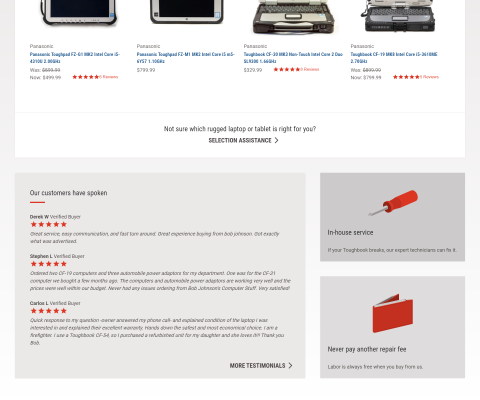 Panasonic
Panasonic Toughpad FZ-G1 MK2 Intel Core i5-
4310U 2.00GHz
Was: $699.99
Now: $499.99 ★★★★★5 Reviews
Panasonic
Panasonic Toughpad FZ-M1 MK2 Intel Core i5 m5-
6Y57 1.10GHz
$799.99
Panasonic
Toughbook CF-30 MK3 Non-Touch Intel Core 2 Duo
SL9300 1.60GHz
$329.99 ★★★★★6 Reviews
Panasonic
Toughbook CF-19 MK8 Intel Core i5-3610ME
2.70GHz
Was: $899.99
Now: $799.99 ★★★★★5 Reviews
Not sure which rugged laptop or tablet is right for you?
SELECTION ASSISTANCE >
Our customers have spoken
Derek W Verified Buyer
★★★★★
Great service, easy communication, and fast turn around. Great experience buying from bob johnson. Got exactly
what was advertised.
Stephen L Verified Buyer
★★★★★
Ordered two CF-19 computers and three automobile power adaptors for my department. One was for the CF-31
computer we bought a few months ago. The computers and automobile power adaptors are working very well and the
prices were well within our budget. Never had any issues ordering from Bob Johnson's Computer Stuff. Very satisfied!
Carlos L Verified Buyer
★★★★★
Quick response to my question -owner answered my phone call- and explained condition of the laptop I was
interested in and explained their excellent warranty. Hands down the safest and most economical choice. I am a
firefighter. I use a Toughbook CF-54, so I purchased a refurbished unit for my daughter and she loves it!! Thank you
Bob.
MORE TESTIMONIALS >
In-house service
If your Toughbook breaks, our expert technicians can fix it.
Never pay another repair fee
Labor is always free when you buy from us.